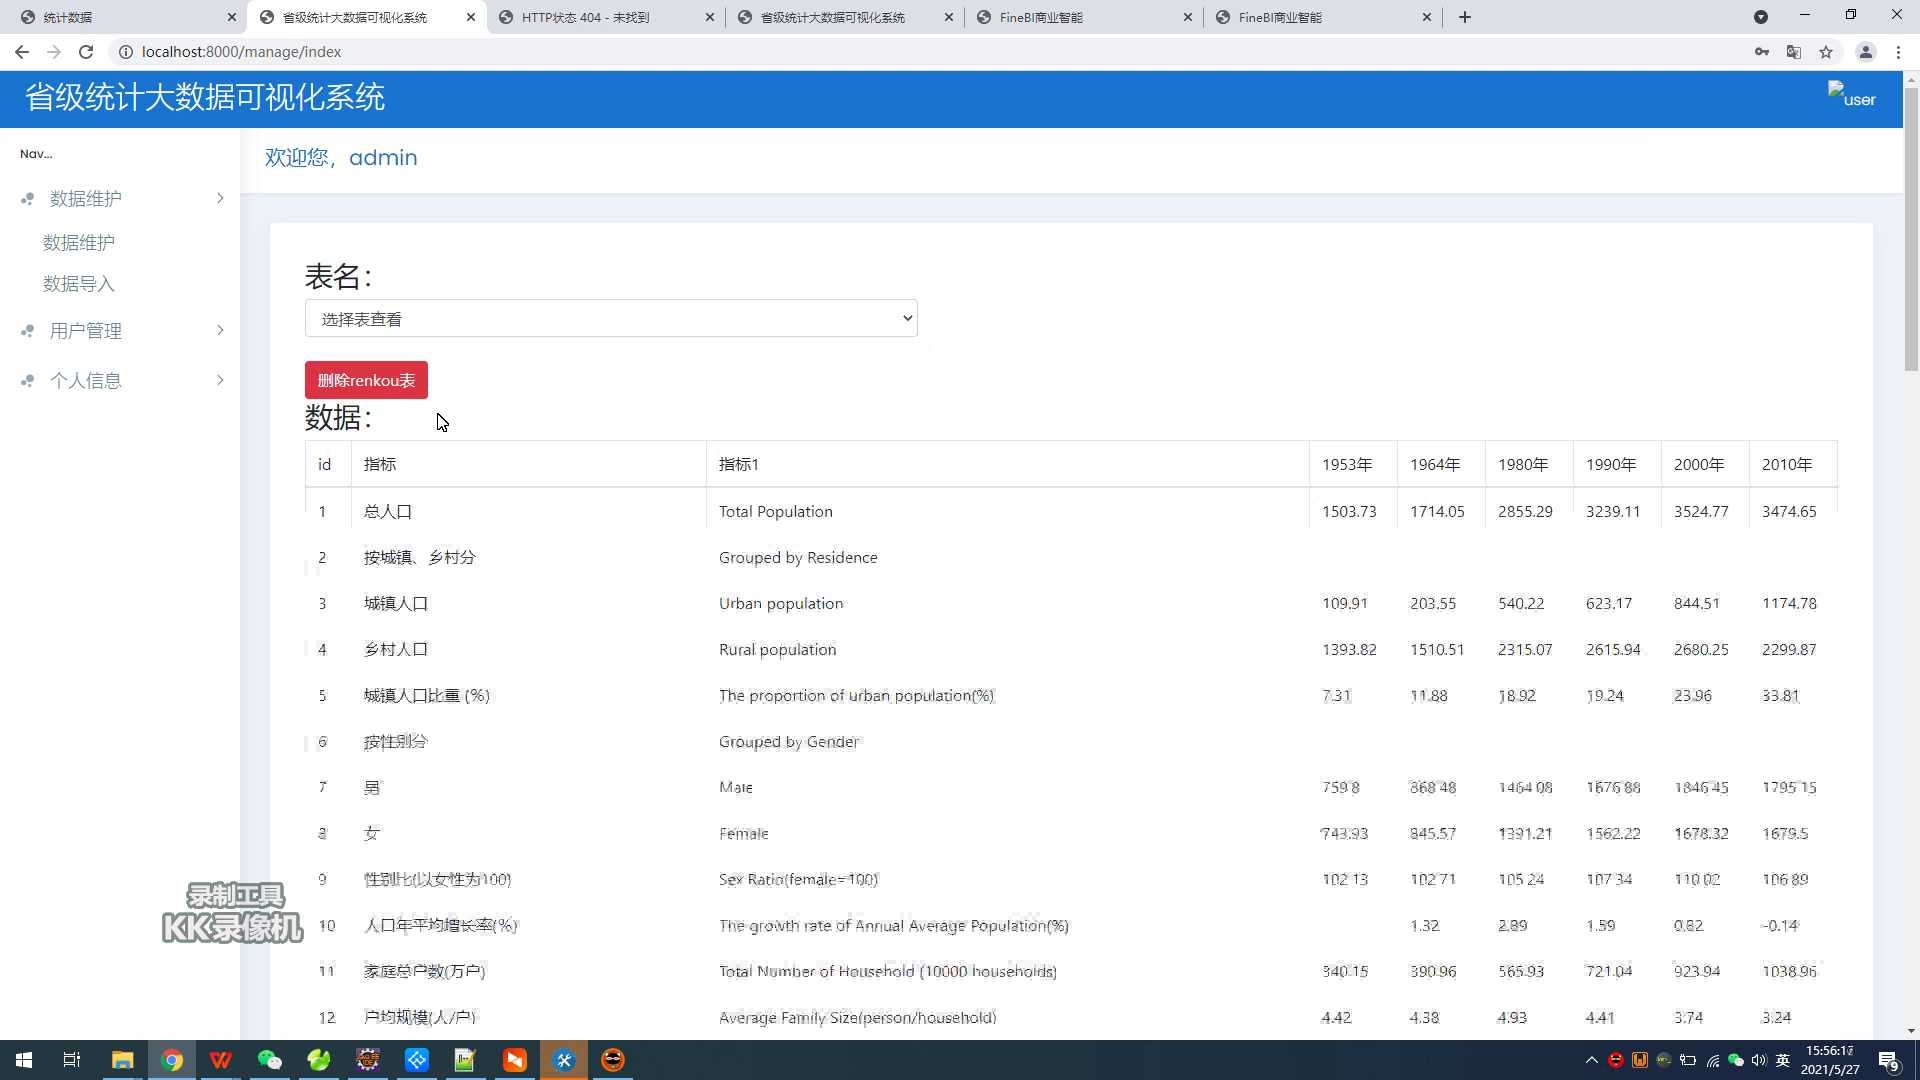 统计数据
省级统计大数据可视化系统
HTTP状态 404 - 未找到
省级统计大数据可视化系统
FineBI商业智能
FineBI商业智能
localhost:8000/manage/index
省级统计大数据可视化系统
user
Nav...
欢迎您，admin
数据维护
数据维护
数据导入
用户管理
个人信息
表名：
选择表查看
删除renkou表
数据：
id 指标 指标1 1953年 1964年 1980年 1990年 2000年 2010年
1 总人口 Total Population 1503.73 1714.05 2855.29 3239.11 3524.77 3474.65
2 按城镇、乡村分 Grouped by Residence
3 城镇人口 Urban population 109.91 203.55 540.22 623.17 844.51 1174.78
4 乡村人口 Rural population 1393.82 1510.51 2315.07 2615.94 2680.25 2299.87
5 城镇人口比重 (%) The proportion of urban population(%) 7.31 11.88 18.92 19.24 23.96 33.81
6 按性别分 Grouped by Gender
7 男 Male 759.8 868.48 1464.08 1676.88 1846.45 1795.15
8 女 Female 743.93 845.57 1391.21 1562.22 1678.32 1679.5
9 性别比(以女性为100) Sex Ratio(female=100) 102.13 102.71 105.24 107.34 110.02 106.89
10 人口年平均增长率(%) The growth rate of Annual Average Population(%) 1.32 2.89 1.59 0.82 -0.14
11 家庭总户数(万户) Total Number of Household (10000 households) 340.15 390.96 565.93 721.04 923.94 1038.96
12 户均规模(人/户) Average Family Size(person/household) 4.42 4.38 4.93 4.41 3.74 3.24
录制工具
KK录像机
英
2021/5/27
9